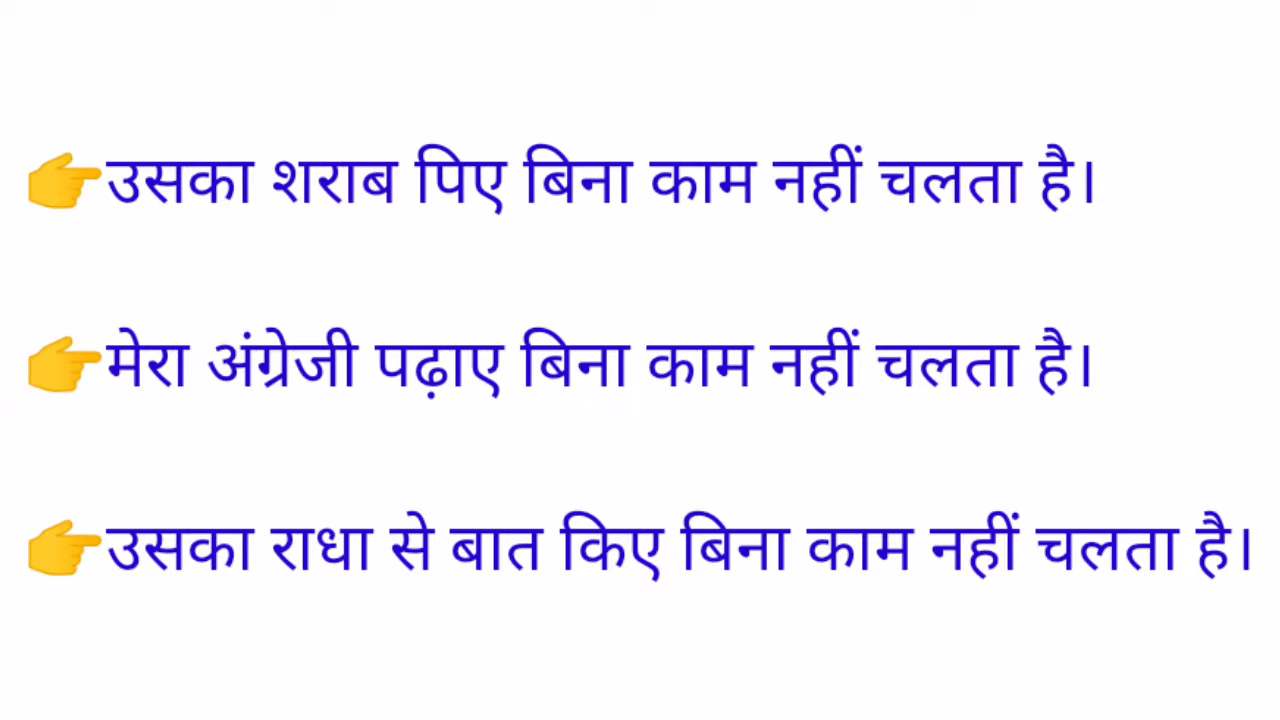 👉उसका शराब पिए बिना काम नहीं चलता है।
👉मेरा अंग्रेजी पढ़ाए बिना काम नहीं चलता है।
👉उसका राधा से बात किए बिना काम नहीं चलता है।